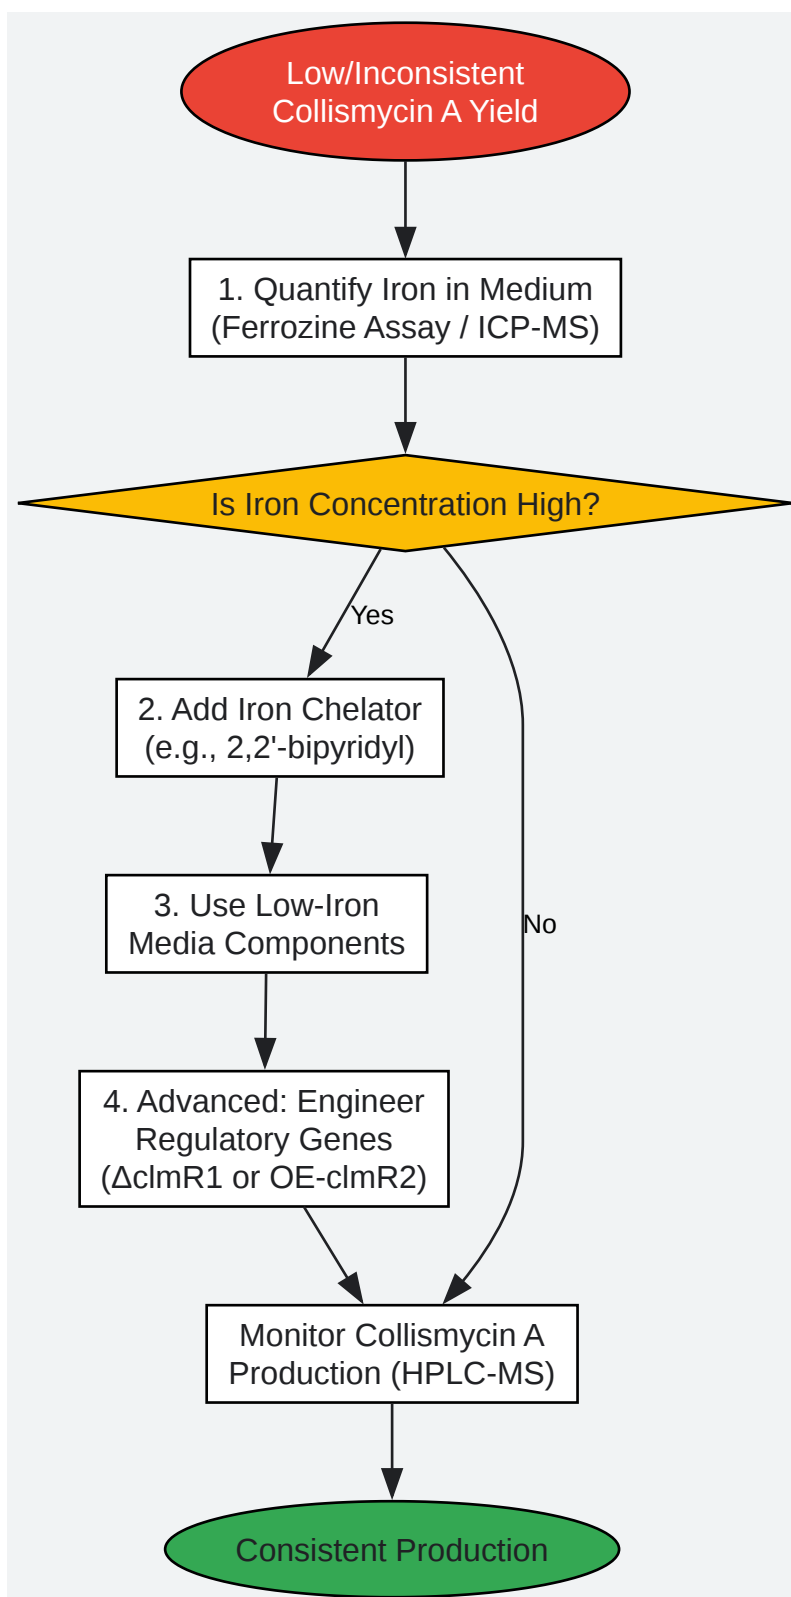 Low/Inconsistent
Collismycin A Yield
1. Quantify Iron in Medium
(Ferrozine Assay / ICP-MS)
Is Iron Concentration High?
Yes
2. Add Iron Chelator
(e.g., 2,2'-bipyridyl)
3. Use Low-Iron
Media Components
No
4. Advanced: Engineer
Regulatory Genes
(ΔclmR1 or OE-clmR2)
Monitor Collismycin A
Production (HPLC-MS)
Consistent Production